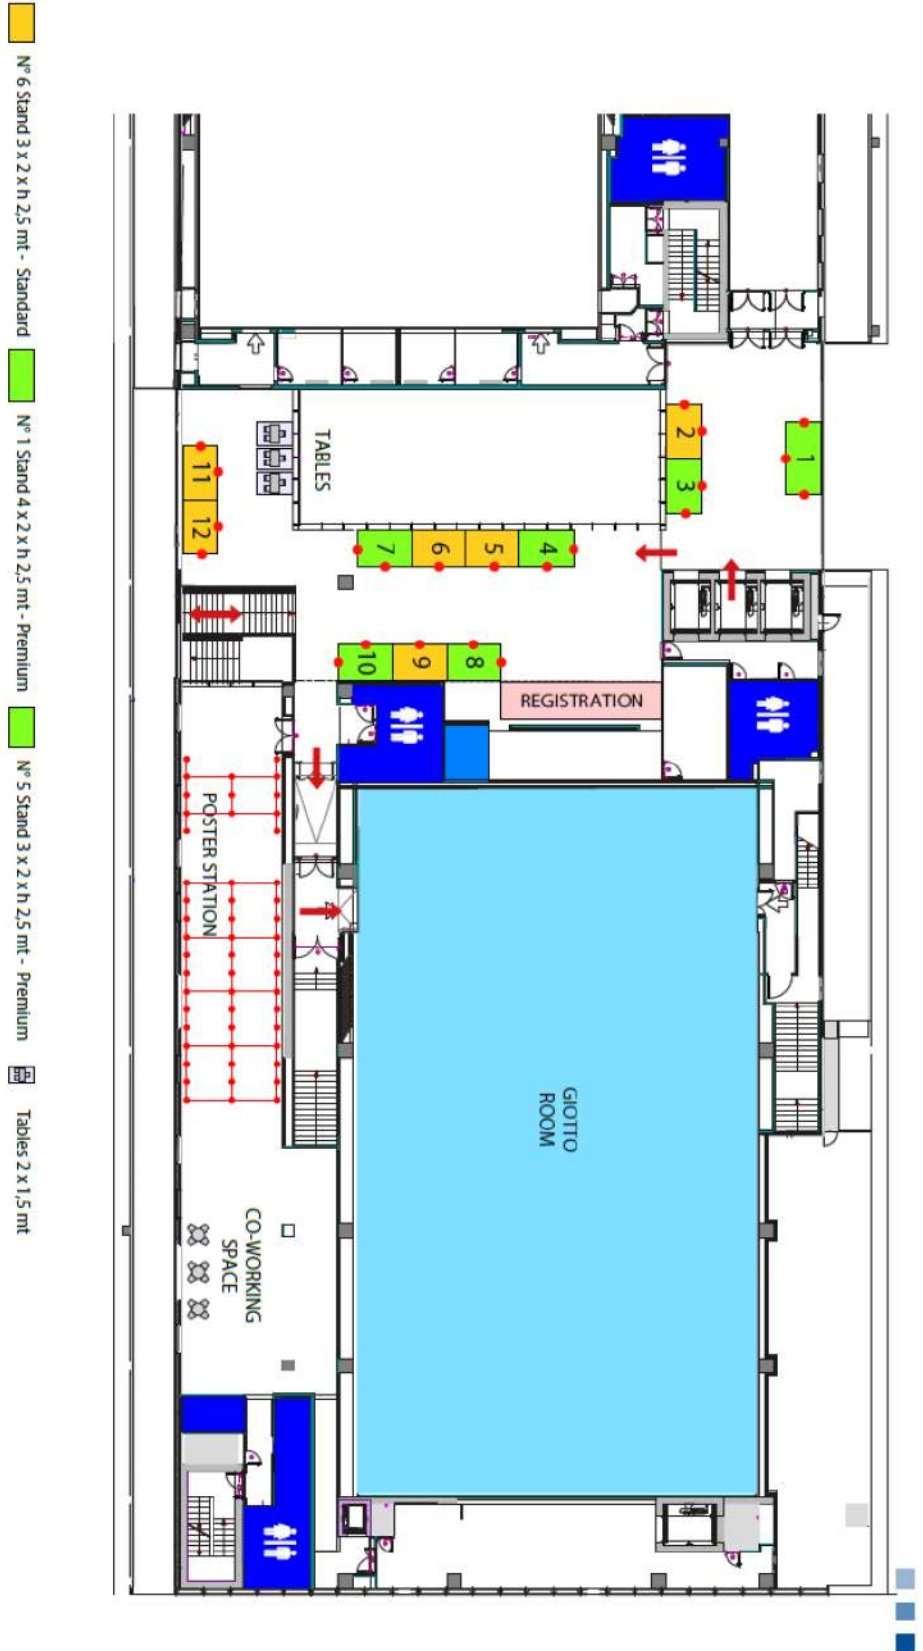 N° 6 Stand 3 x 2 x h 2,5 mt - Standard
N° 1 Stand 4 x 2 x h 2,5 mt - Premium
N° 5 Stand 3 x 2 x h 2,5 mt - Premium
Tables 2 x 1,5 mt
1
2
3
4
5
6
7
8
9
10
11
12
TABLES
REGISTRATION
POSTER STATION
GIOTTO
ROOM
CO-WORKING
SPACE